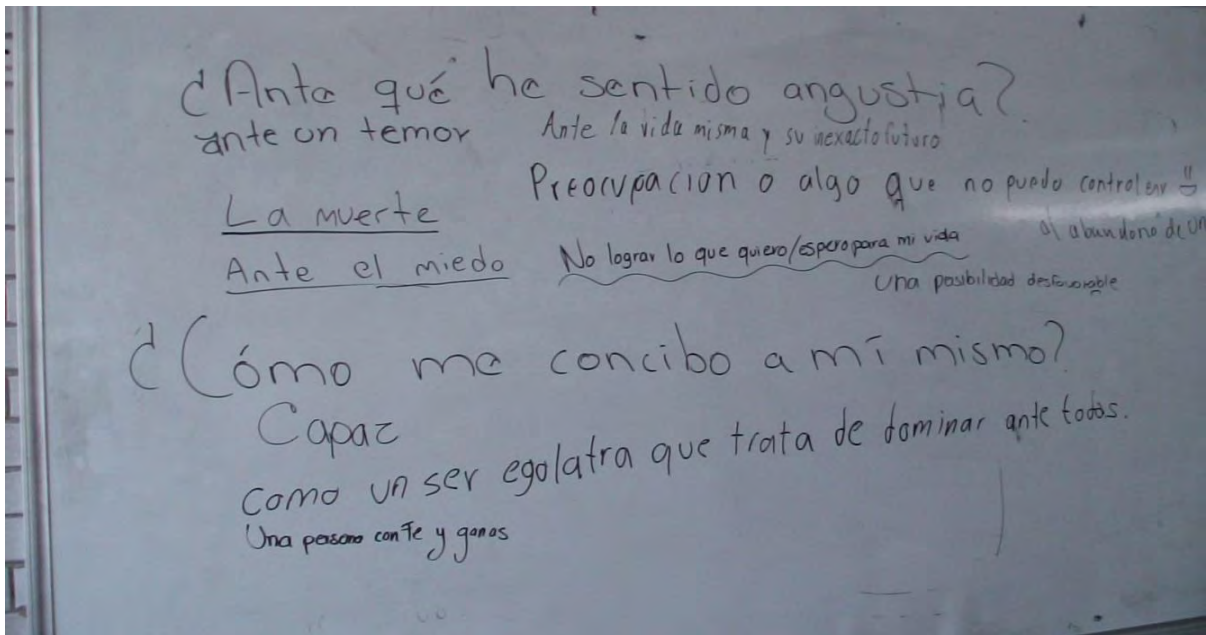 ¿Ante qué he sentido angustia?
ante un temor
Ante la vida misma y su inexacto futuro
Preocupación o algo que no puedo controlar
La muerte
al abandono de un
Ante el miedo
No lograr lo que quiero/espero para mi vida
Una posibilidad desfavorable
¿Cómo me concibo a mí mismo?
Capaz
Como un ser egolatra que trata de dominar ante todos.
Una persona con Fe y ganas